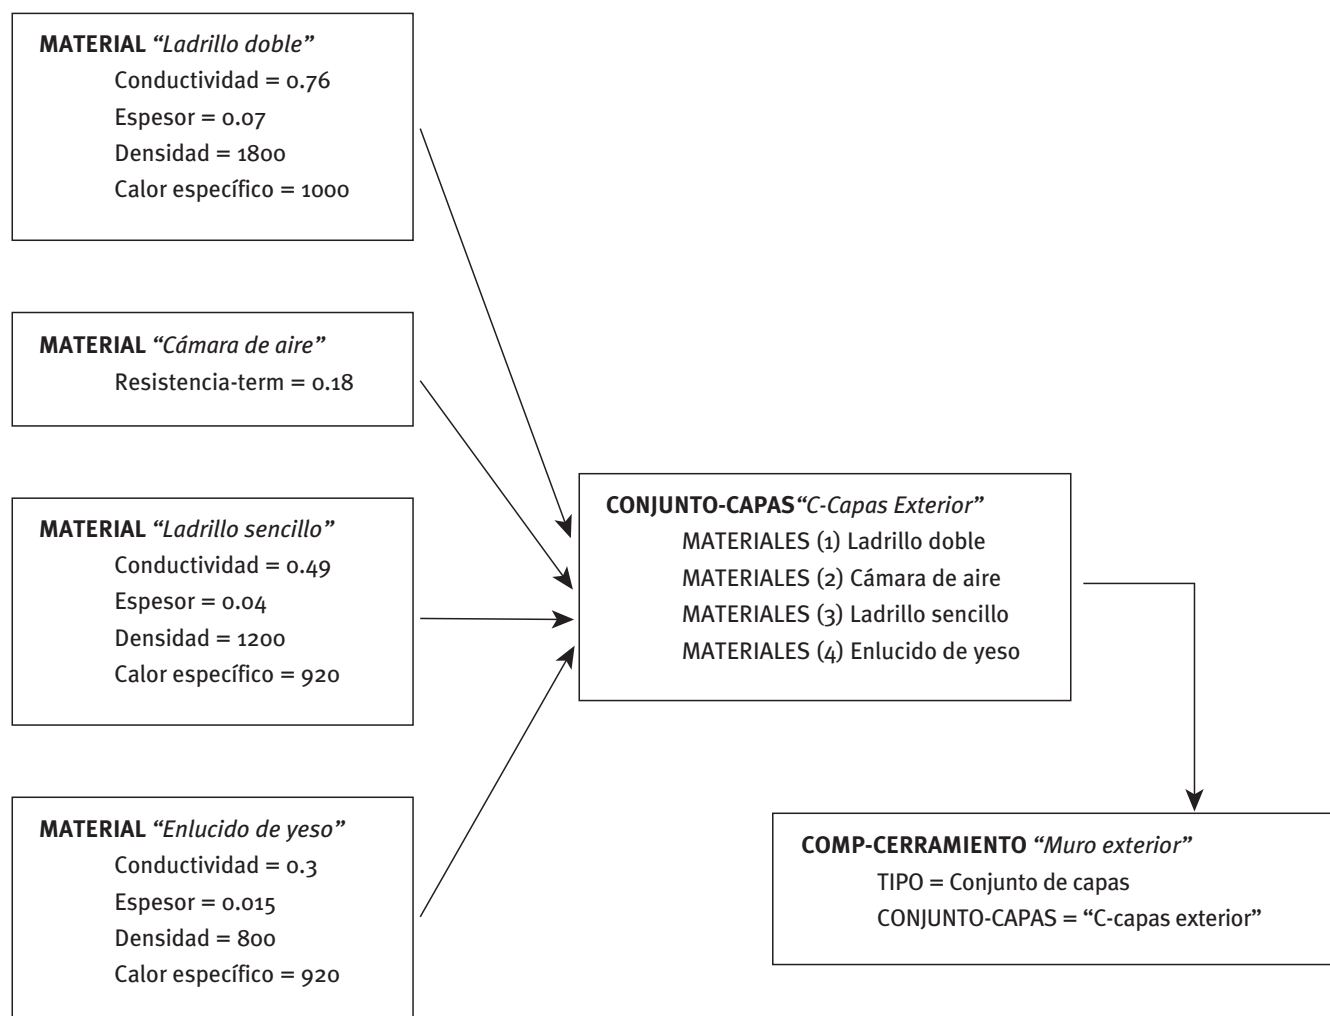 MATERIAL “Ladrillo doble”
Conductividad = 0.76
Espesor = 0.07
Densidad = 1800
Calor específico = 1000
MATERIAL “Cámara de aire”
Resistencia-term = 0.18
MATERIAL “Ladrillo sencillo”
Conductividad = 0.49
Espesor = 0.04
Densidad = 1200
Calor específico = 920
MATERIAL “Enlucido de yeso”
Conductividad = 0.3
Espesor = 0.015
Densidad = 800
Calor específico = 920
CONJUNTO-CAPAS“C-Capas Exterior”
MATERIALES (1) Ladrillo doble
MATERIALES (2) Cámara de aire
MATERIALES (3) Ladrillo sencillo
MATERIALES (4) Enlucido de yeso
COMP-CERRAMIENTO “Muro exterior”
TIPO = Conjunto de capas
CONJUNTO-CAPAS = “C-capas exterior”